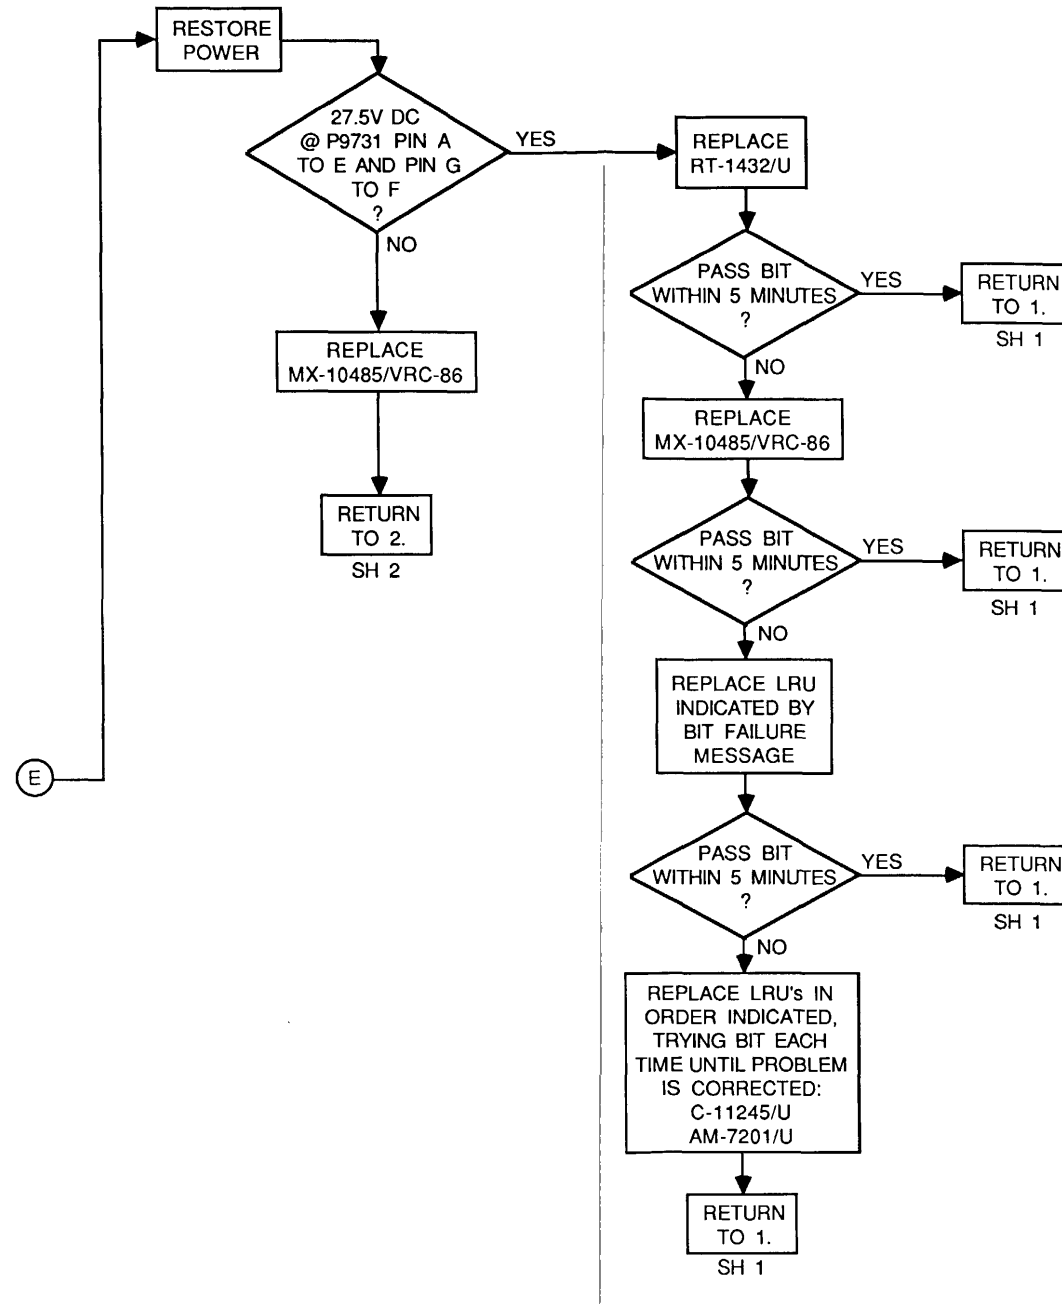 RESTORE
POWER
27.5V DC
@ P9731 PIN A
TO E AND PIN G
TO F
?
YES
NO
REPLACE
MX-10485/VRC-86
RETURN
TO 2.
SH 2
E
REPLACE
RT-1432/U
PASS BIT
WITHIN 5 MINUTES
?
YES
RETURN
TO 1.
SH 1
NO
REPLACE
MX-10485/VRC-86
PASS BIT
WITHIN 5 MINUTES
?
YES
RETURN
TO 1.
SH 1
NO
REPLACE LRU
INDICATED BY
BIT FAILURE
MESSAGE
PASS BIT
WITHIN 5 MINUTES
?
YES
RETURN
TO 1.
SH 1
NO
REPLACE LRU's IN
ORDER INDICATED,
TRYING BIT EACH
TIME UNTIL PROBLEM
IS CORRECTED:
C-11245/U
AM-7201/U
RETURN
TO 1.
SH 1